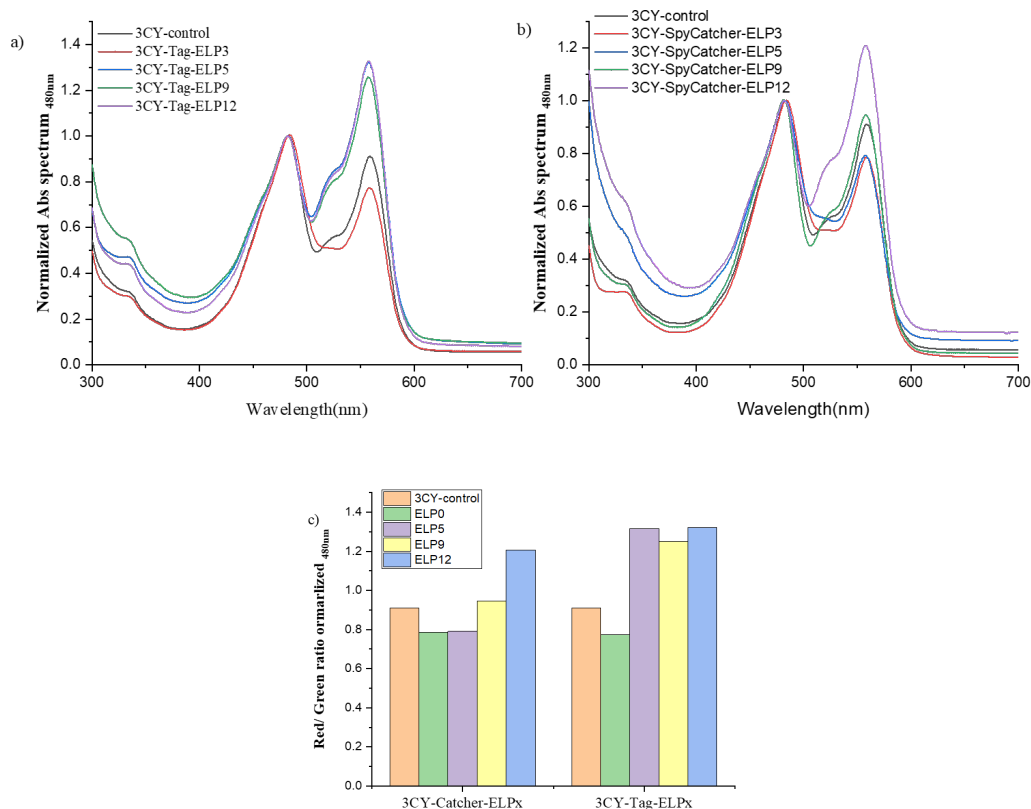 a)
3CY-control
3CY-Tag-ELP3
3CY-Tag-ELP5
3CY-Tag-ELP9
3CY-Tag-ELP12
Normalized Abs spectrum 480nm
1.4
1.2
1.0
0.8
0.6
0.4
0.2
0.0
300
400
500
600
700
Wavelength(nm)
b)
3CY-control
3CY-SpyCatcher-ELP3
3CY-SpyCatcher-ELP5
3CY-SpyCatcher-ELP9
3CY-SpyCatcher-ELP12
Normalized Abs spectrum 480nm
1.2
1.0
0.8
0.6
0.4
0.2
0.0
300
400
500
600
700
Wavelength(nm)
c)
3CY-control
ELP0
ELP5
ELP9
ELP12
Red/ Green ratio ormarlized 480nm
1.4
1.2
1.0
0.8
0.6
0.4
0.2
0.0
3CY-Catcher-ELPx
3CY-Tag-ELPx